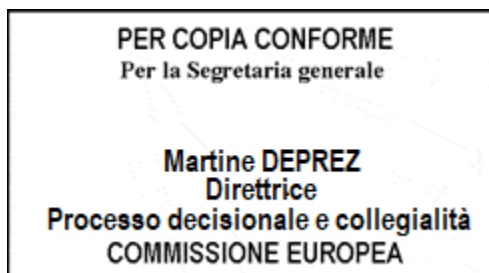 PER COPIA CONFORME
Per la Segretaria generale
Martine DEPREZ
Direttrice
Processo decisionale e collegialità
COMMISSIONE EUROPEA